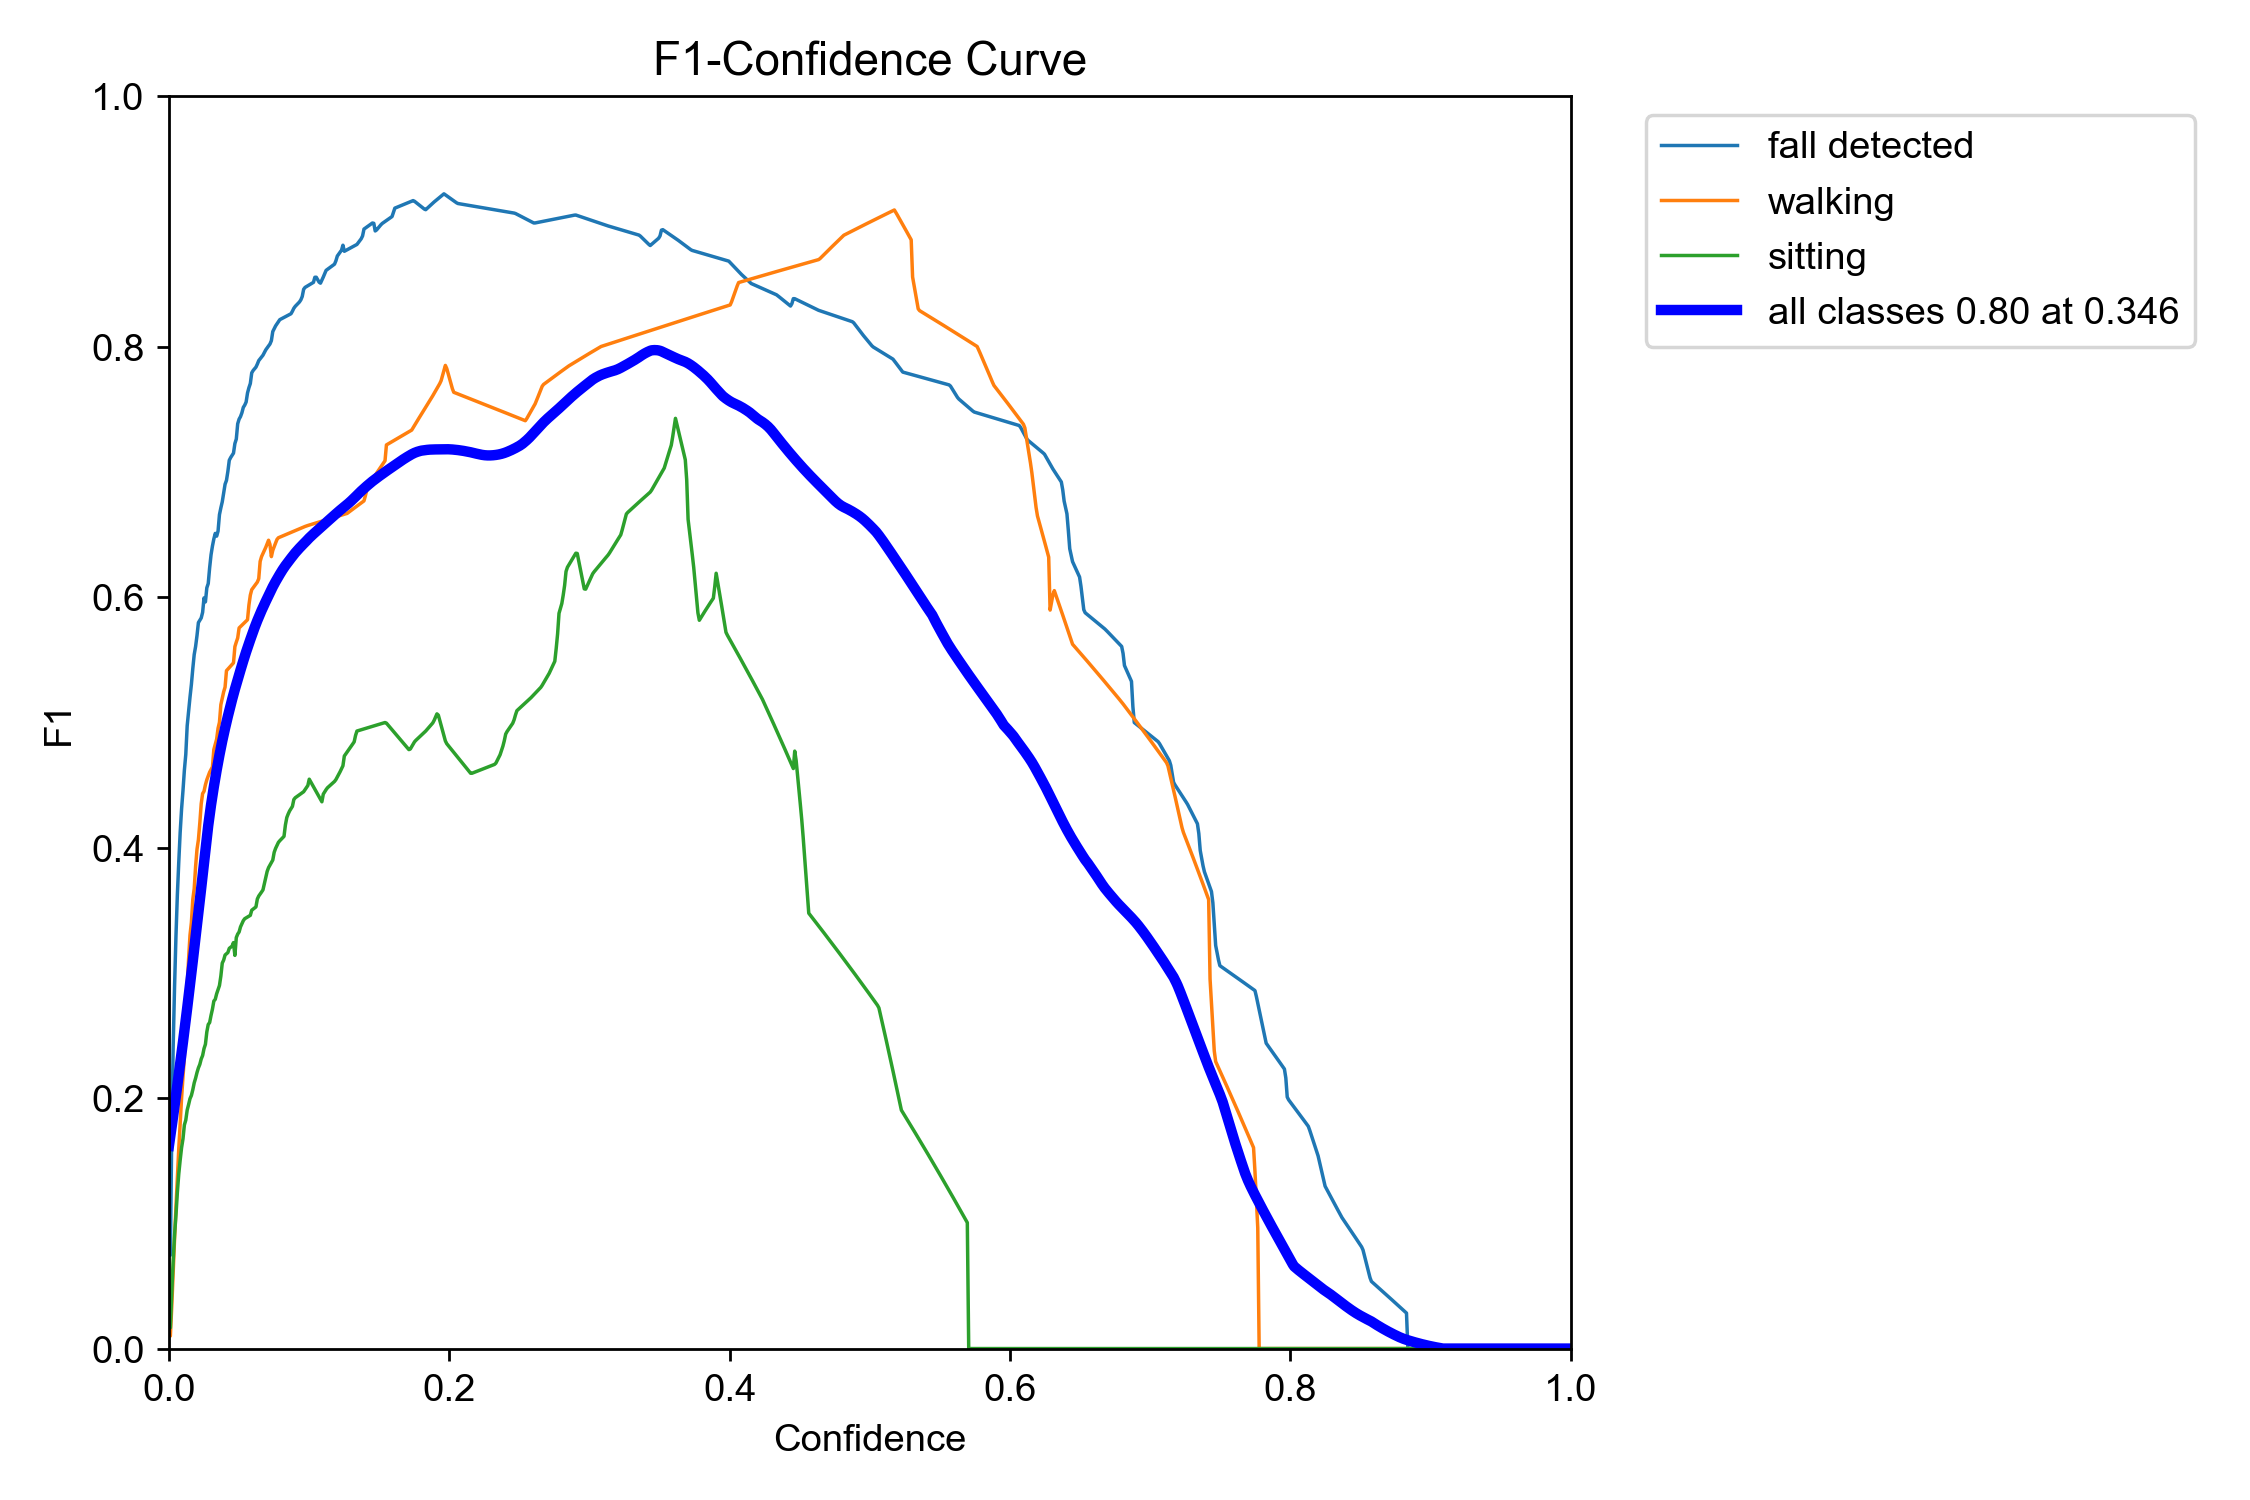 F1-Confidence Curve
1.0
0.8
0.6
0.4
0.2
0.0
F1
0.0 0.2 0.4 0.6 0.8 1.0
Confidence
fall detected
walking
sitting
all classes 0.80 at 0.346